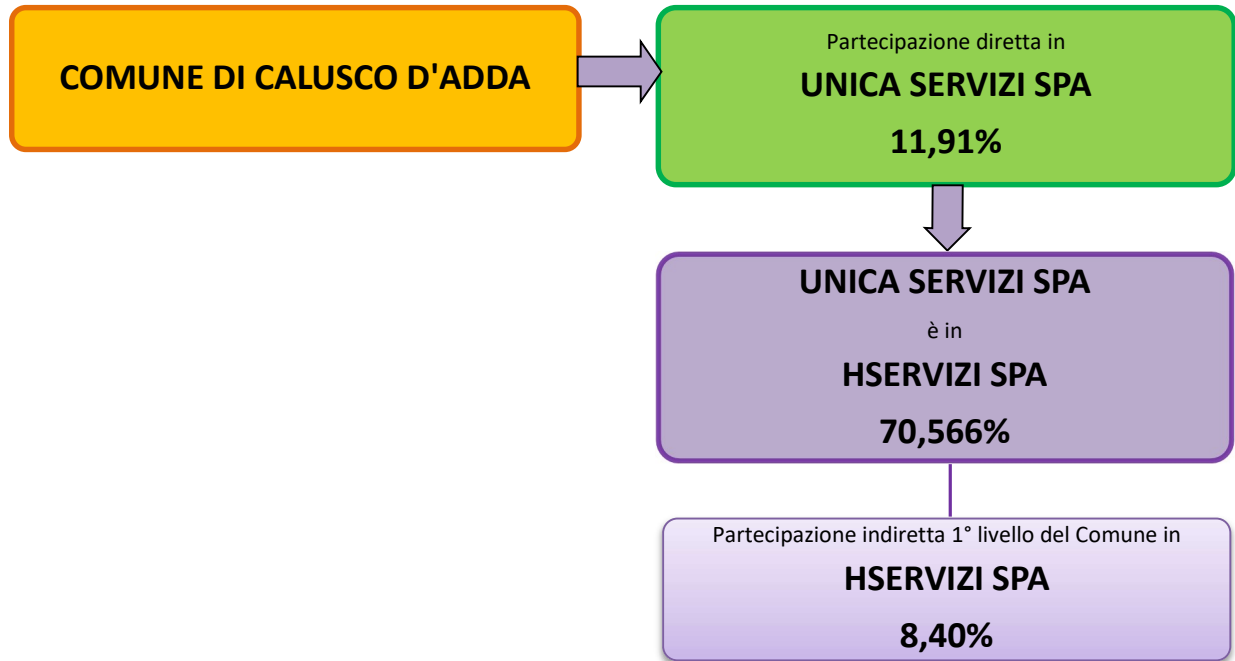 COMUNE DI CALUSCO D'ADDA
Partecipazione diretta in
UNICA SERVIZI SPA
11,91%
UNICA SERVIZI SPA
è in
HSERVIZI SPA
70,566%
Partecipazione indiretta 1° livello del Comune in
HSERVIZI SPA
8,40%